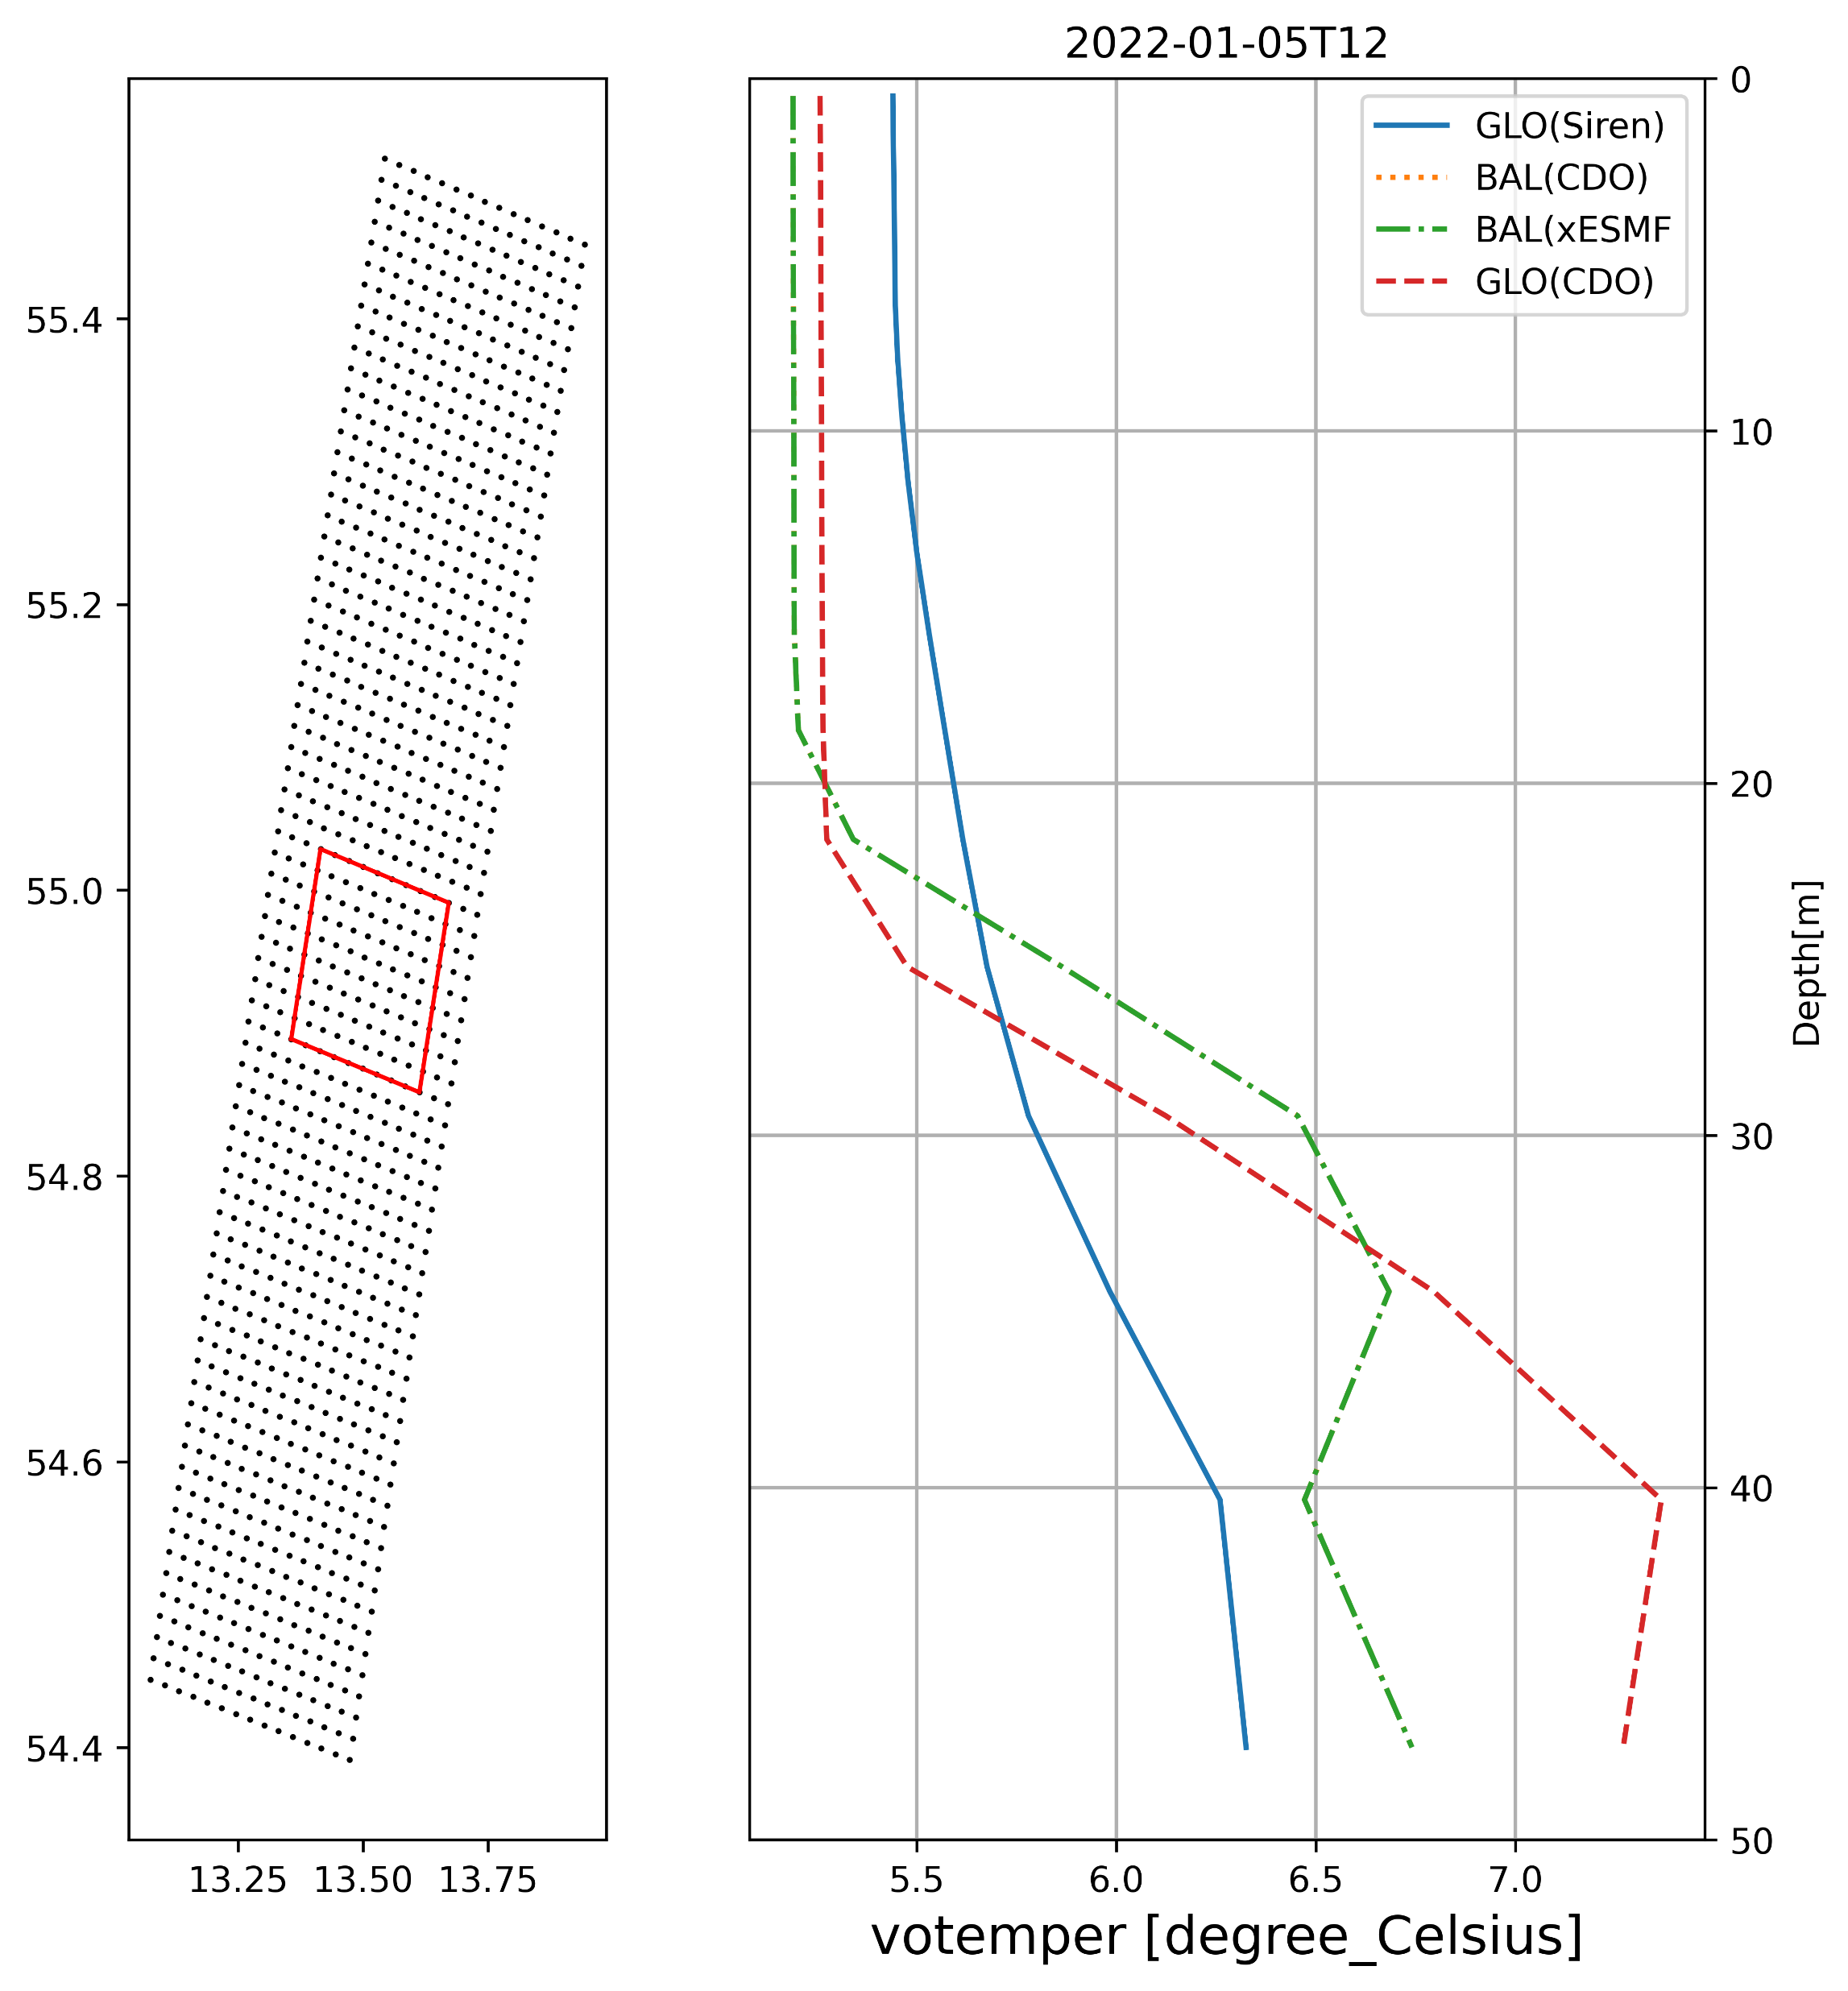 2022-01-05T12
GLO(Siren)
BAL(CDO)
BAL(xESMF
GLO(CDO)
55.4
55.2
55.0
54.8
54.6
54.4
13.25 13.50 13.75
0
10
20
30
40
50
Depth[m]
5.5 6.0 6.5 7.0
votemper [degree_Celsius]